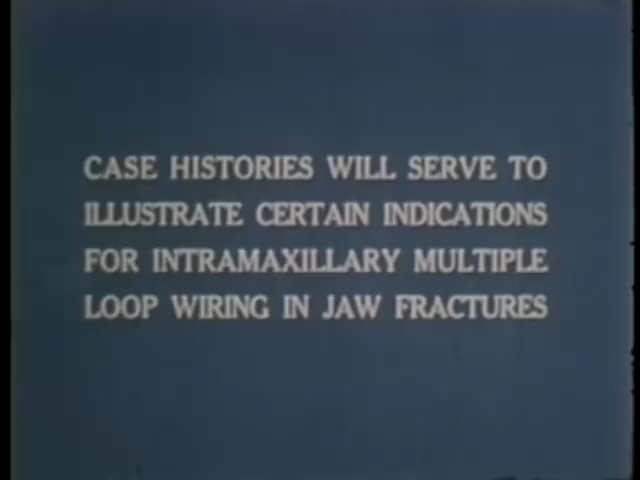 CASE HISTORIES WILL SERVE TO
ILLUSTRATE CERTAIN INDICATIONS
FOR INTRAMAXILLARY MULTIPLE
LOOP WIRING IN JAW FRACTURES